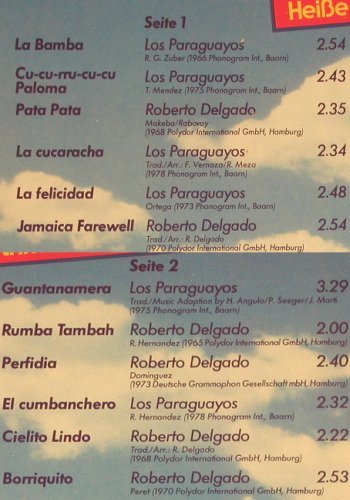 Heiße
Seite 1
La Bamba Los Paraguayos 2.54
R. G. Zuber (1966 Phonogram Int., Baarn)
Cu-cu-rru-cu-cu
Paloma Los Paraguayos 2.43
T. Mendez (1975 Phonogram Int., Baarn)
Pata Pata Roberto Delgado 2.35
Makeba/Rabovay
(1968 Polydor International GmbH, Hamburg)
La cucaracha Los Paraguayos 2.34
Trad./Arr.: F. Vernaza/R. Meza
(1978 Phonogram Int., Baarn)
La felicidad Los Paraguayos 2.48
Ortega (1973 Phonogram Int., Baarn)
Jamaica Farewell Roberto Delgado 2.54
Trad./Arr.: R. Delgado
(1970 Polydor International GmbH, Hamburg)
Seite 2
Guantanamera Los Paraguayos 3.29
Trad./Music Adaption by H. Angulo/P. Seeger/J. Marti
(1975 Phonogram Int., Baarn)
Rumba Tambah Roberto Delgado 2.00
R. Hernandez (1965 Polydor International GmbH, Hamburg)
Perfidia Roberto Delgado 2.40
Dominguez
(1973 Deutsche Grammophon Gesellschaft mbH, Hamburg)
El cumbanchero Los Paraguayos 2.32
R. Hernandez (1978 Phonogram Int., Baarn)
Cielito Lindo Roberto Delgado 2.22
Trad./Arr.: R. Delgado
(1968 Polydor International GmbH, Hamburg)
Borriquito Roberto Delgado 2.53
Peret (1970 Polydor International GmbH, Hamburg)